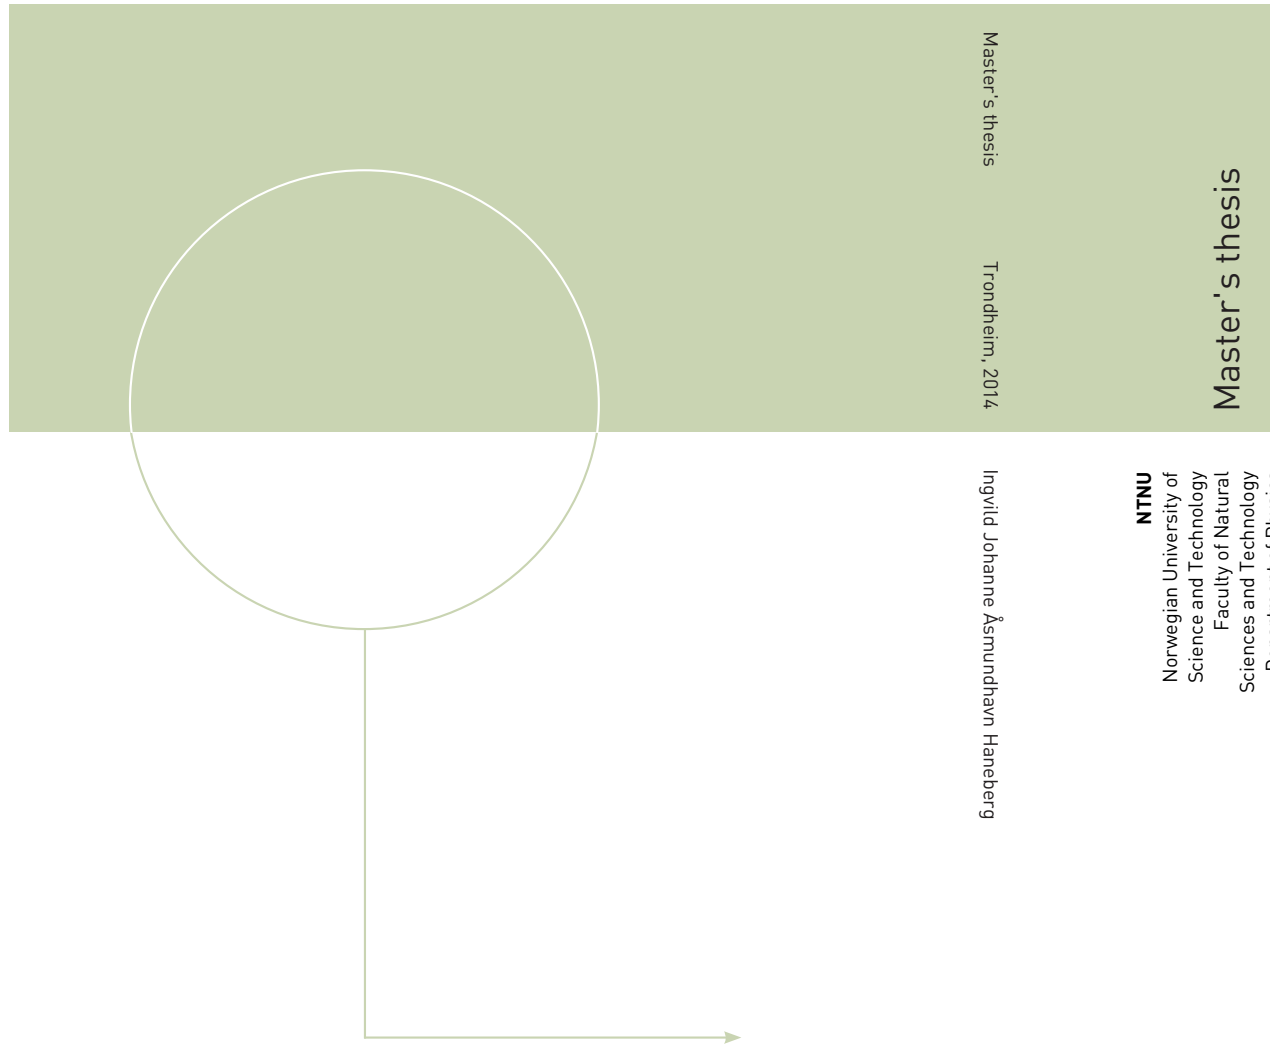 Master's thesis
Trondheim, 2014
Ingvild Johanne Åsmundhavn Haneberg
Master's thesis
NTNU
Norwegian University of
Science and Technology
Faculty of Natural
Sciences and Technology